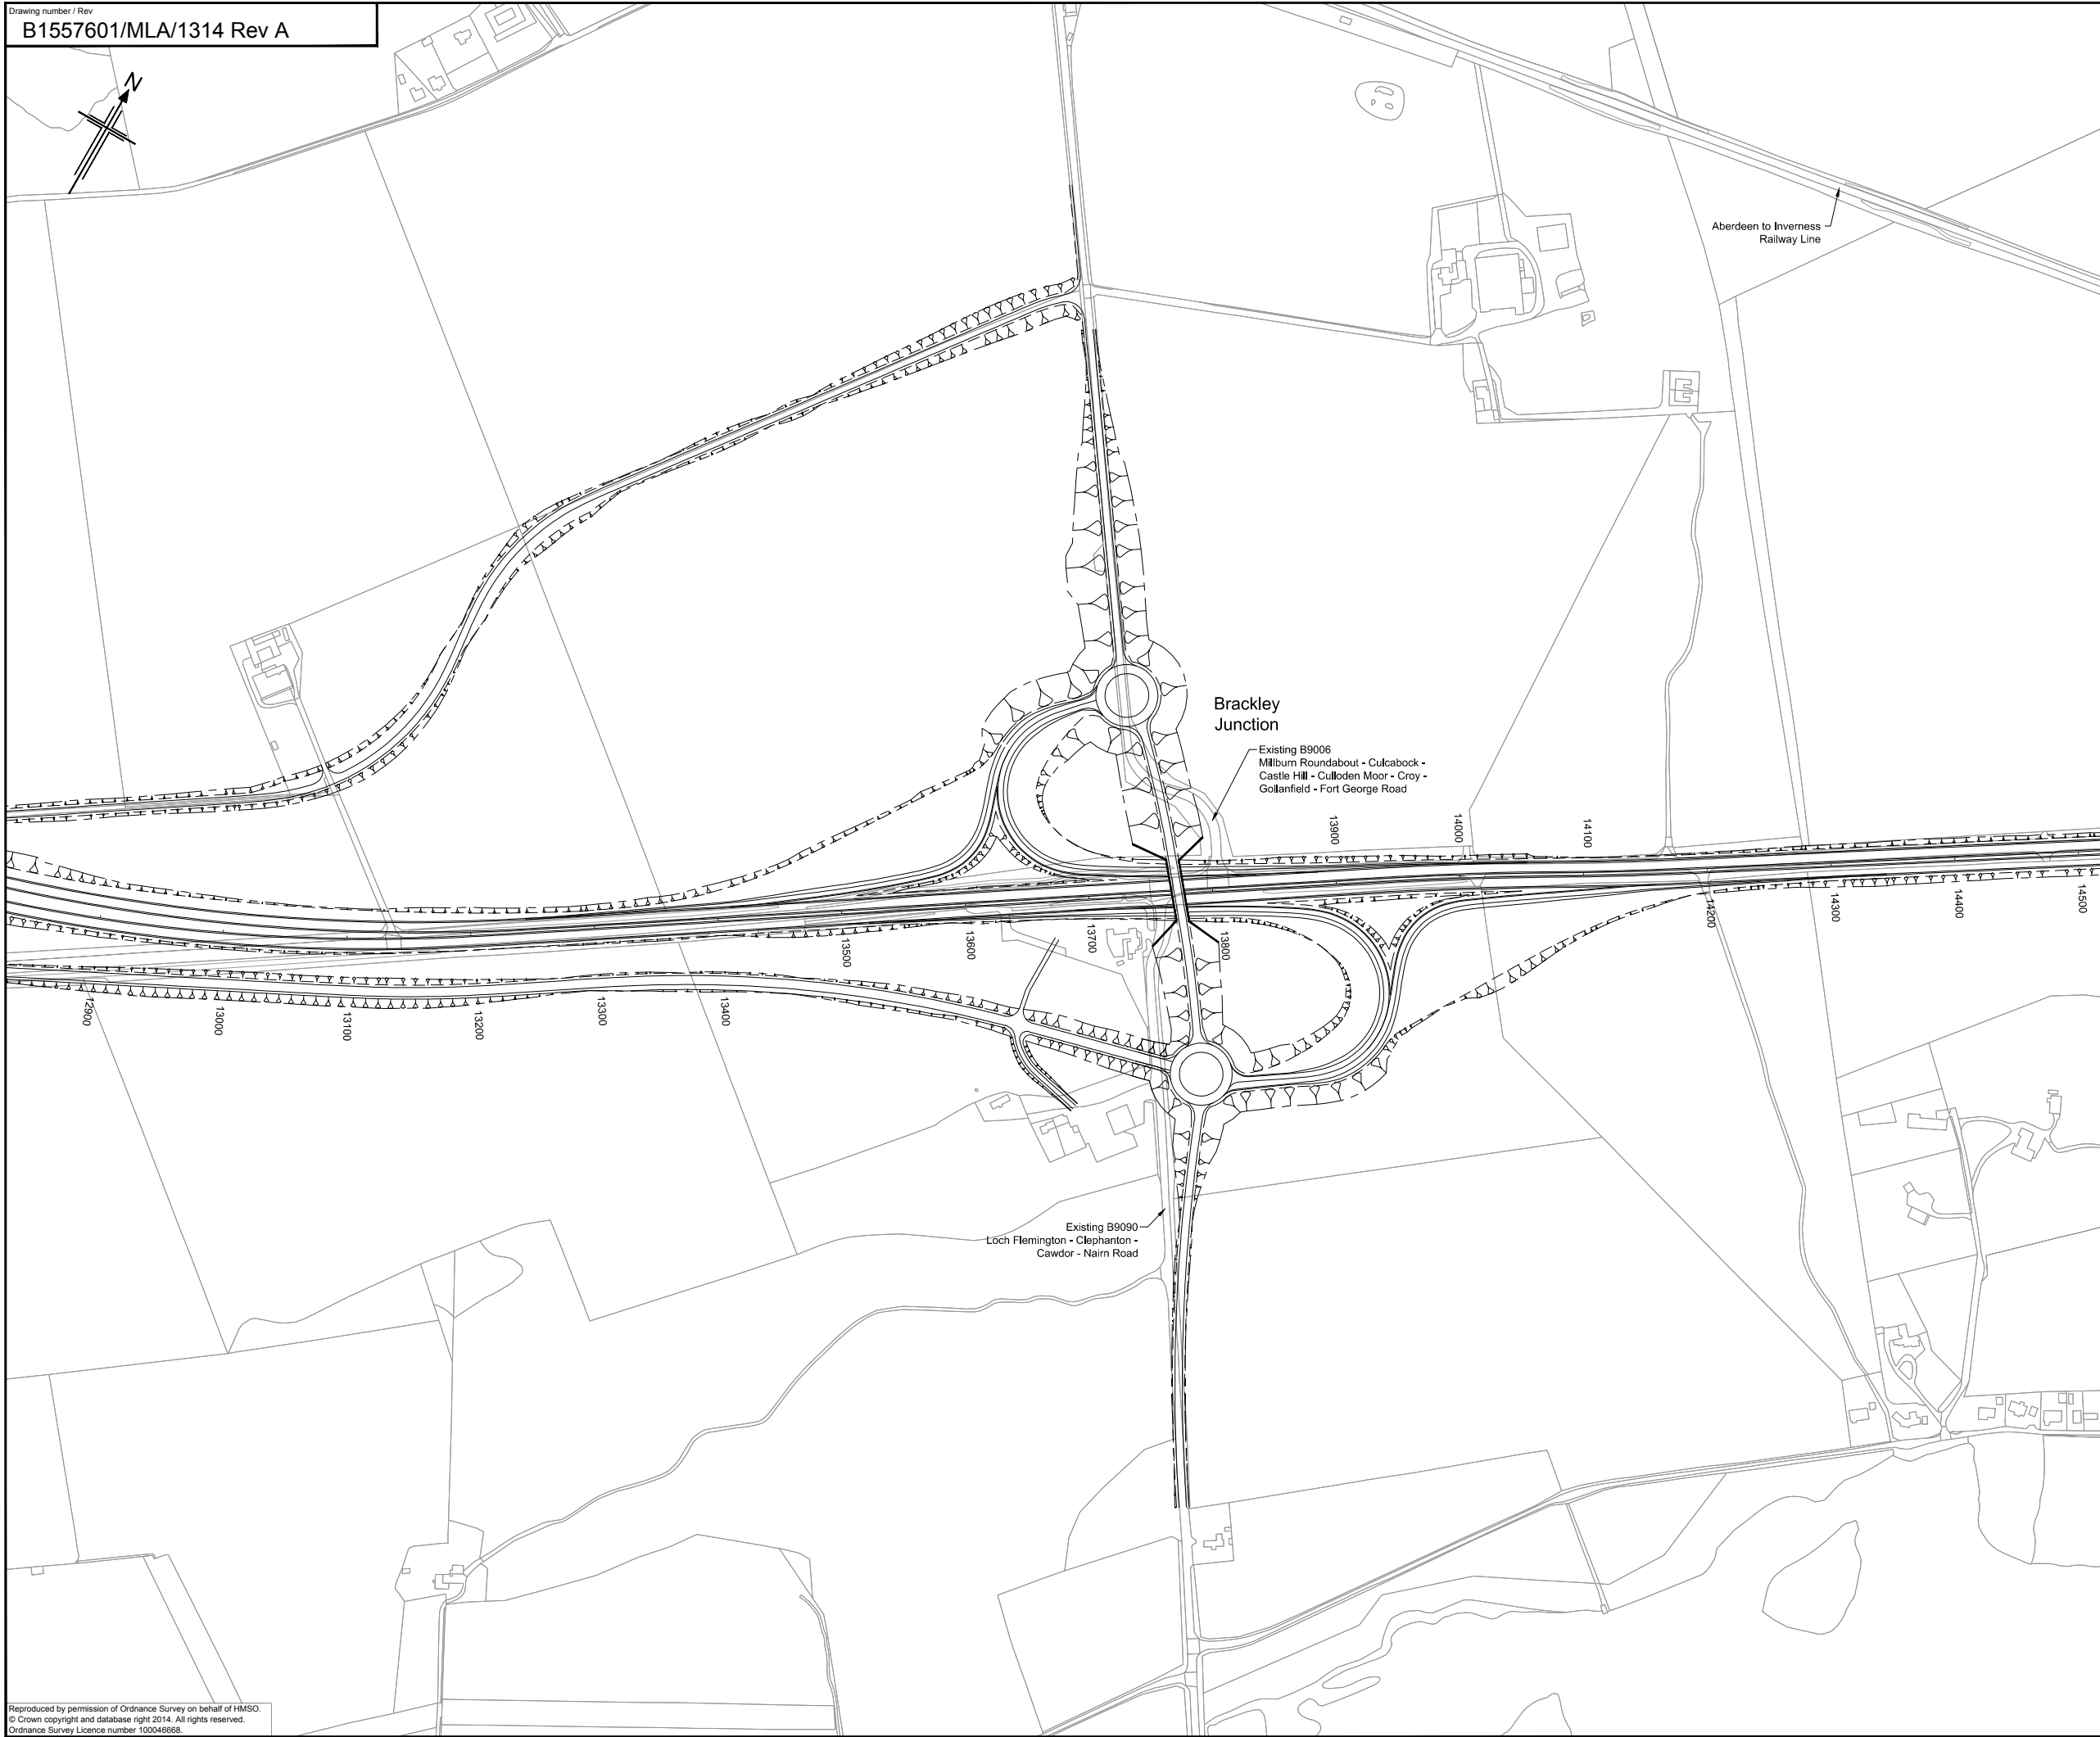 Drawing number / Rev
B1557601/MLA/1314 Rev A
N
Aberdeen to Inverness
Railway Line
Brackley
Junction
Existing B9006
Millburn Roundabout - Culcabock -
Castle Hill - Culloden Moor - Croy -
Gollanfield - Fort George Road
12900
13000
13100
13200
13300
13400
13500
13600
13700
13800
13900
14000
14100
14200
14300
14400
14500
Existing B9090
Loch Flemington - Clephanton -
Cawdor - Nairn Road
Reproduced by permission of Ordnance Survey on behalf of HMSO.
© Crown copyright and database right 2014. All rights reserved.
Ordnance Survey Licence number 100046668.